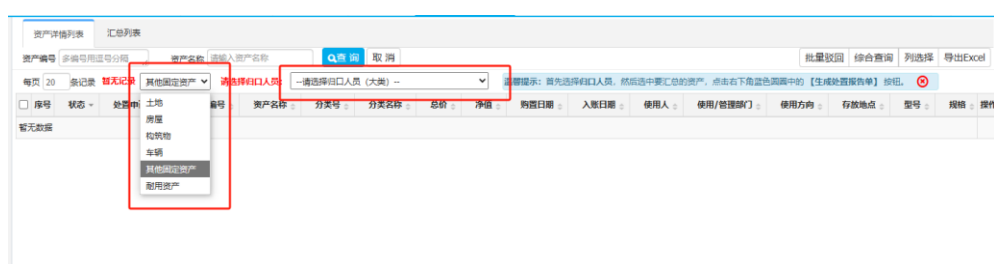 资产详情列表 汇总列表
资产编号 多编号用逗号分隔 资产名称 请输入资产名称 查 询 取 消 批量驳回 综合查询 列选择 导出Excel
每页 20 条记录 暂无记录 其他固定资产 请选择归口人员: --请选择归口人员 (大类) -- 温馨提示: 首先选择归口人员, 然后选中要汇总的资产, 点击右下角蓝色圆圈中的 【生成处置报告单】 按钮.
序号 状态 处置申 编号 资产名称 分类号 分类名称 总价 净值 购置日期 入账日期 使用人 使用/管理部门 使用方向 存放地点 型号 规格 操作
暂无数据
土地
房屋
构筑物
车辆
其他固定资产
耐用资产